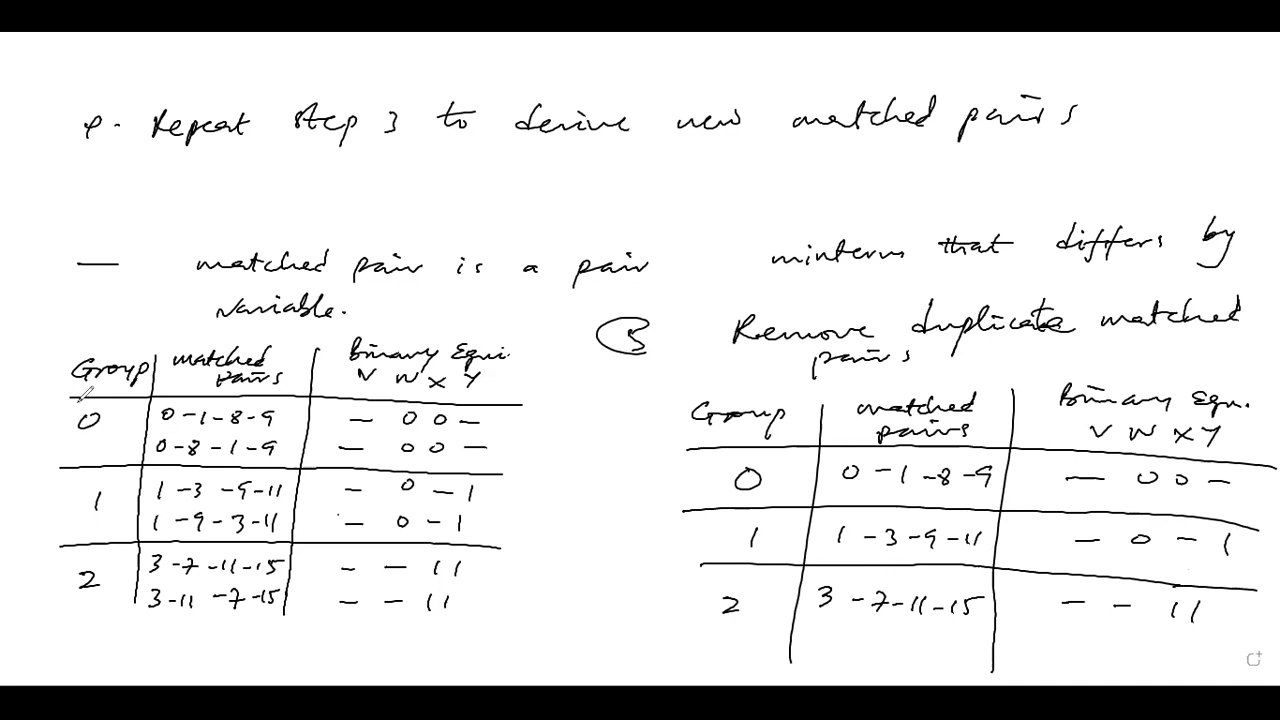 4. Repeat step 3 to derive new matched pairs
— matched pair is a pair minterm that differs by
variable.
Group matched pairs Binary Equi.
V W X Y
0 0-1-8-9 — 0 0 —
0-8-1-9 — 0 0 —
1 1-3-9-11 — 0 — 1
1-9-3-11 — 0 — 1
2 3-7-11-15 — — 1 1
3-11-7-15 — — 1 1
5 Remove duplicate matched
pairs
Group matched pairs Binary Equ.
V W X Y
0 0-1-8-9 — 0 0 —
1 1-3-9-11 — 0 — 1
2 3-7-11-15 — — 1 1